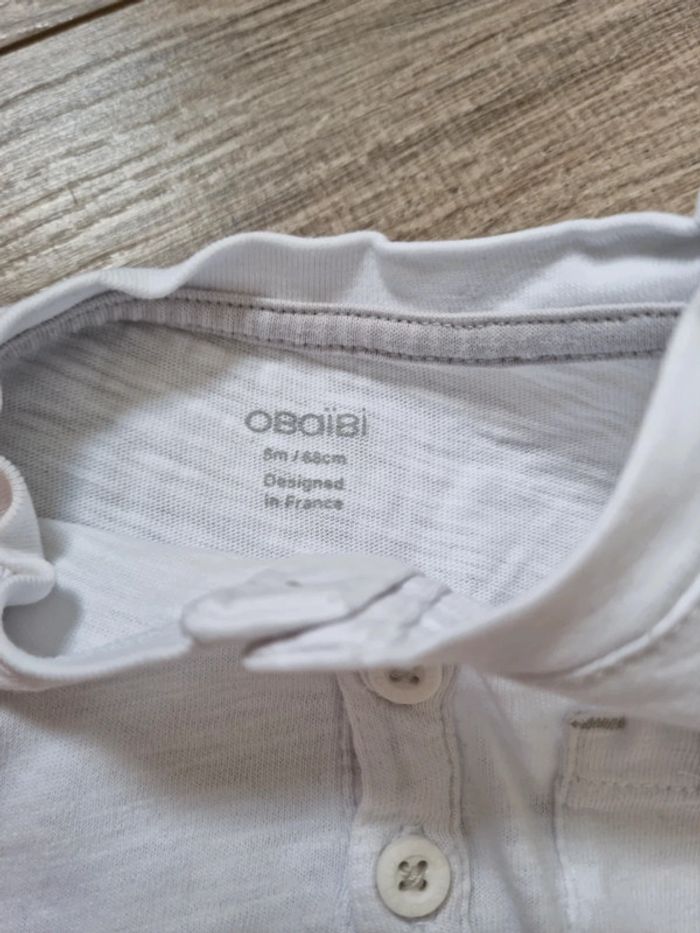 OBaïBi
6m / 68cm
Designed
in France